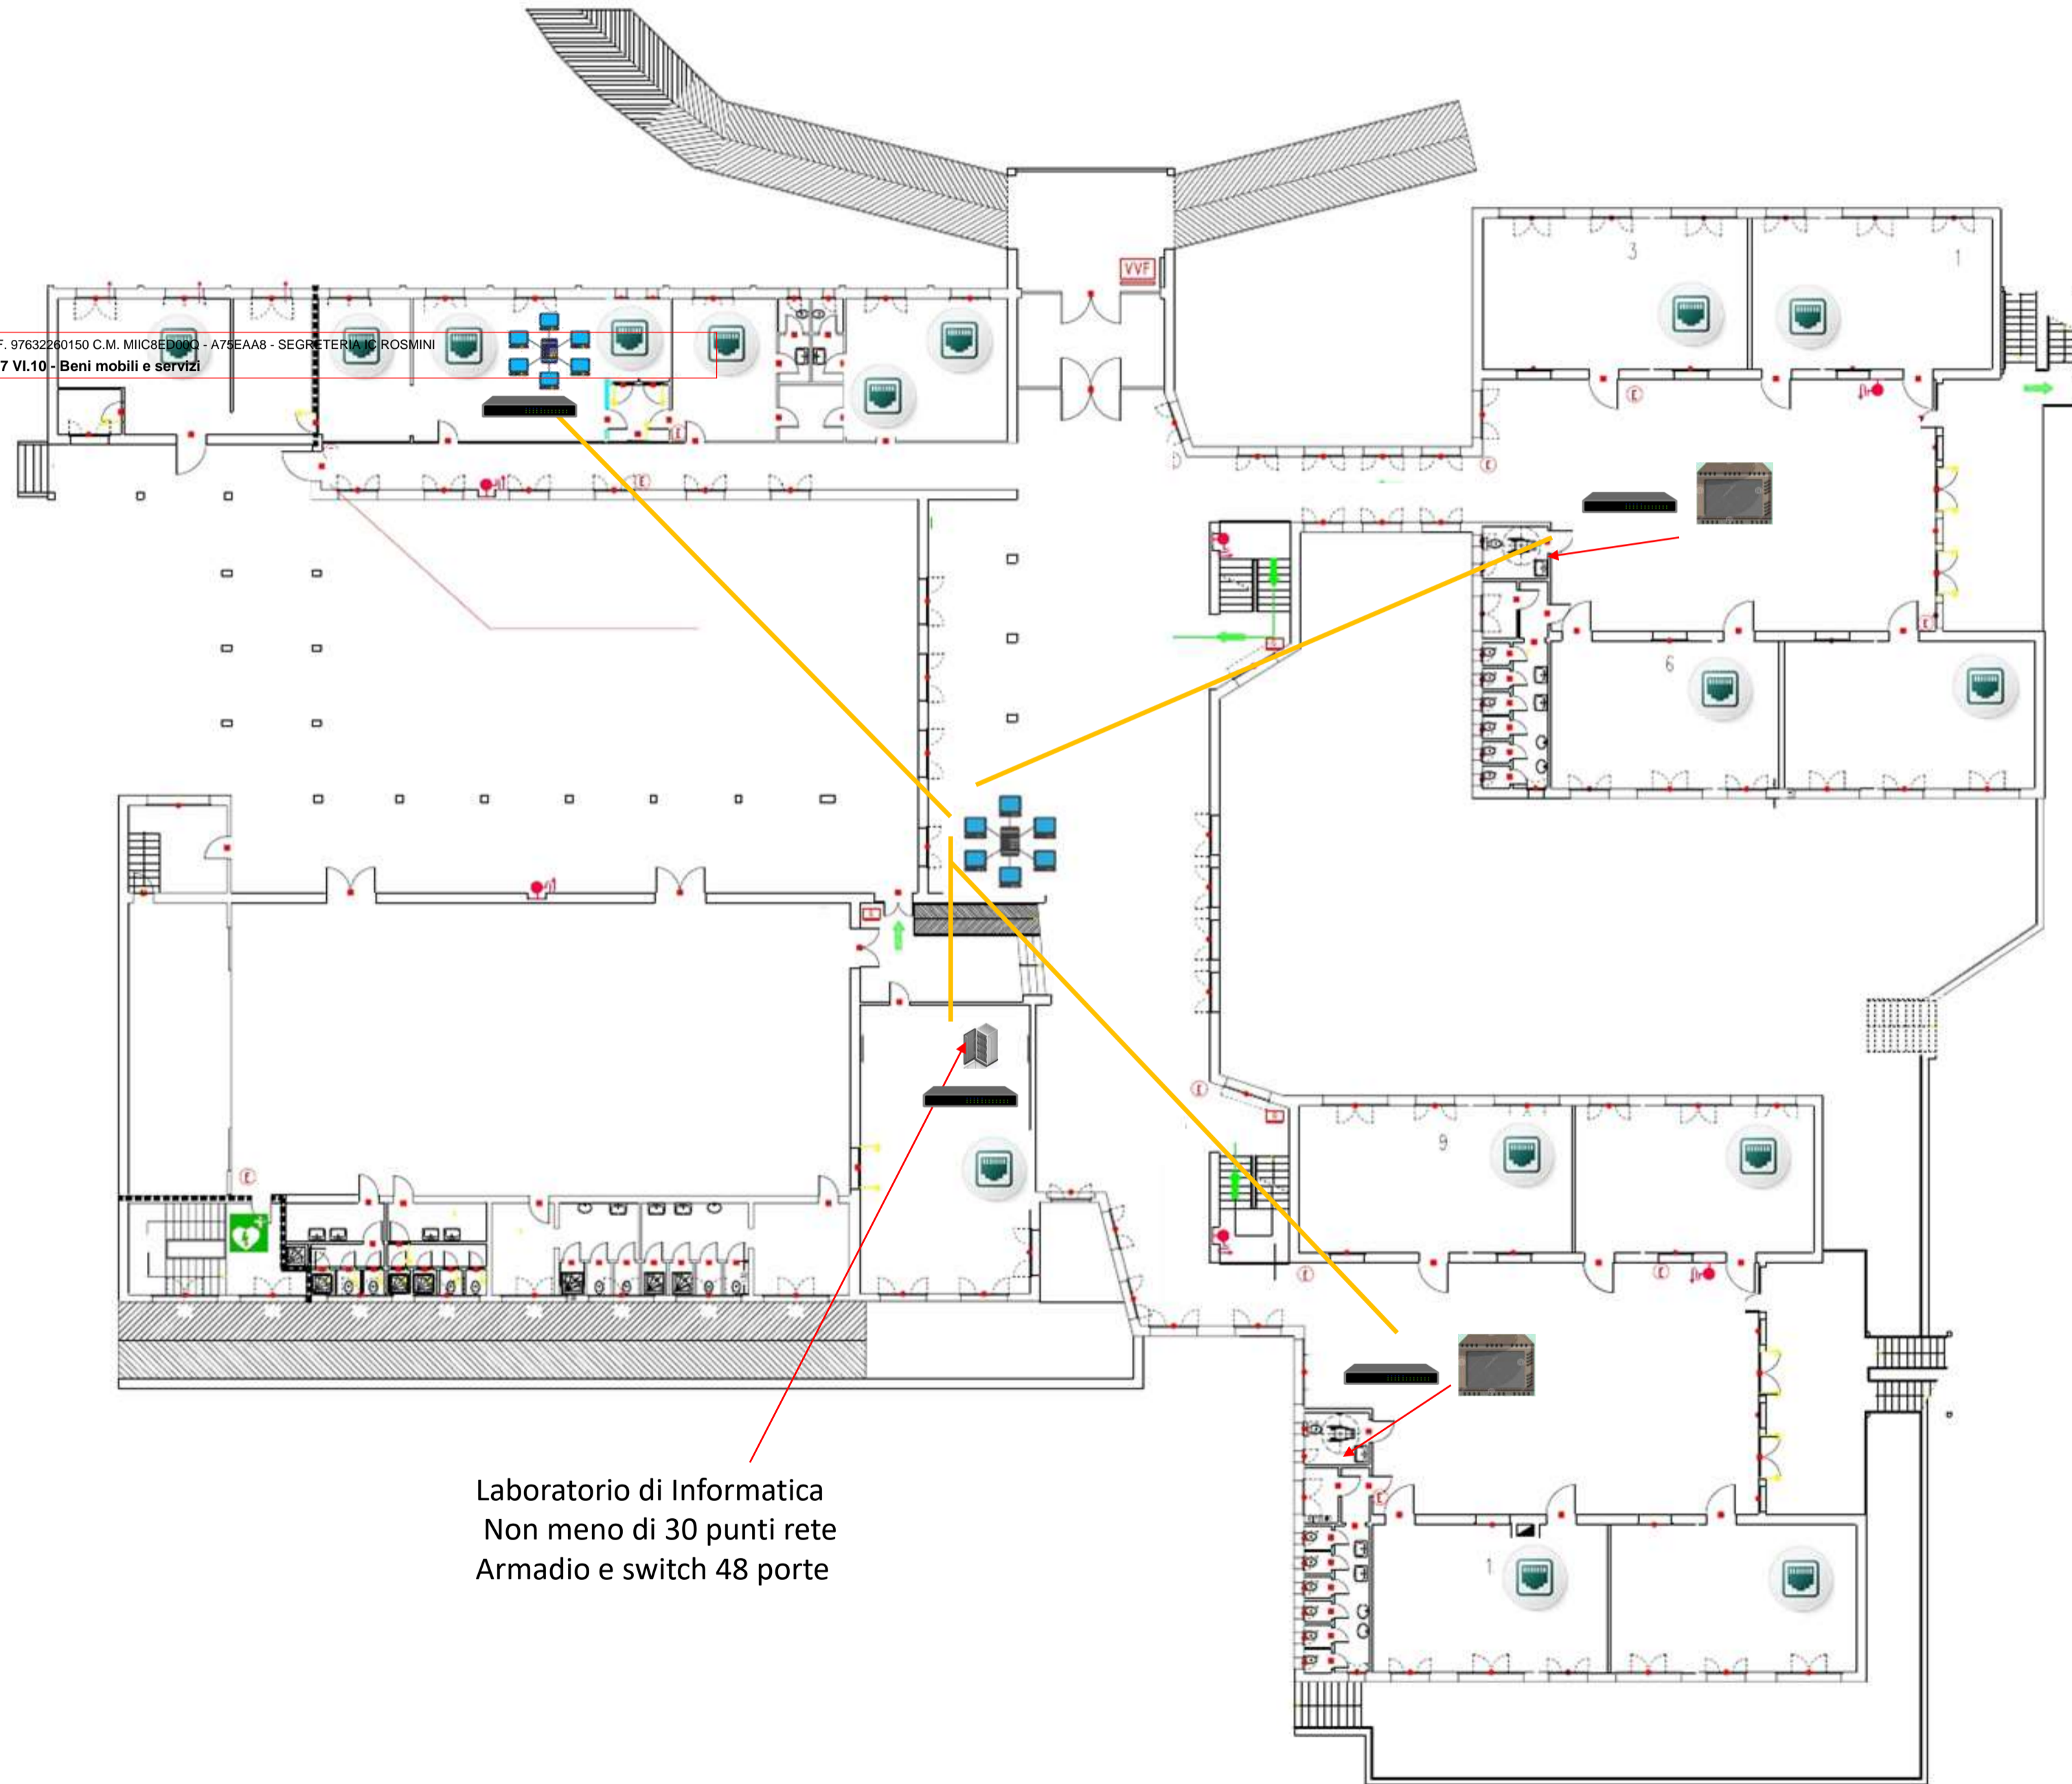 VVF
3
1
F. 97632260150 C.M. MIIC8ED00Q - A75EAA8 - SEGRETERIA IC ROSMINI
7 VI.10 - Beni mobili e servizi
E
E
E
E
6
E
E
E
9
E
E
E
1
Laboratorio di Informatica
Non meno di 30 punti rete
Armadio e switch 48 porte